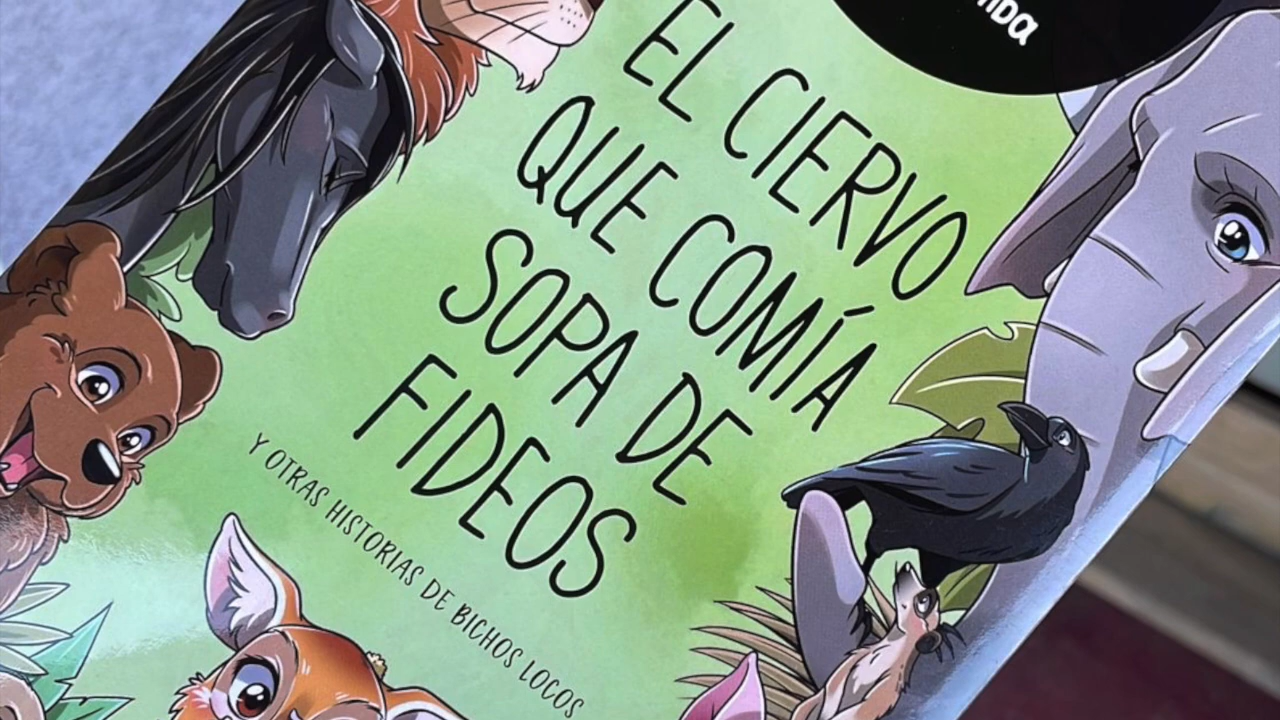 EL CIERVO
QUE COMÍA
SOPA DE
FIDEOS
Y OTRAS HISTORIAS DE BICHOS LOCOS